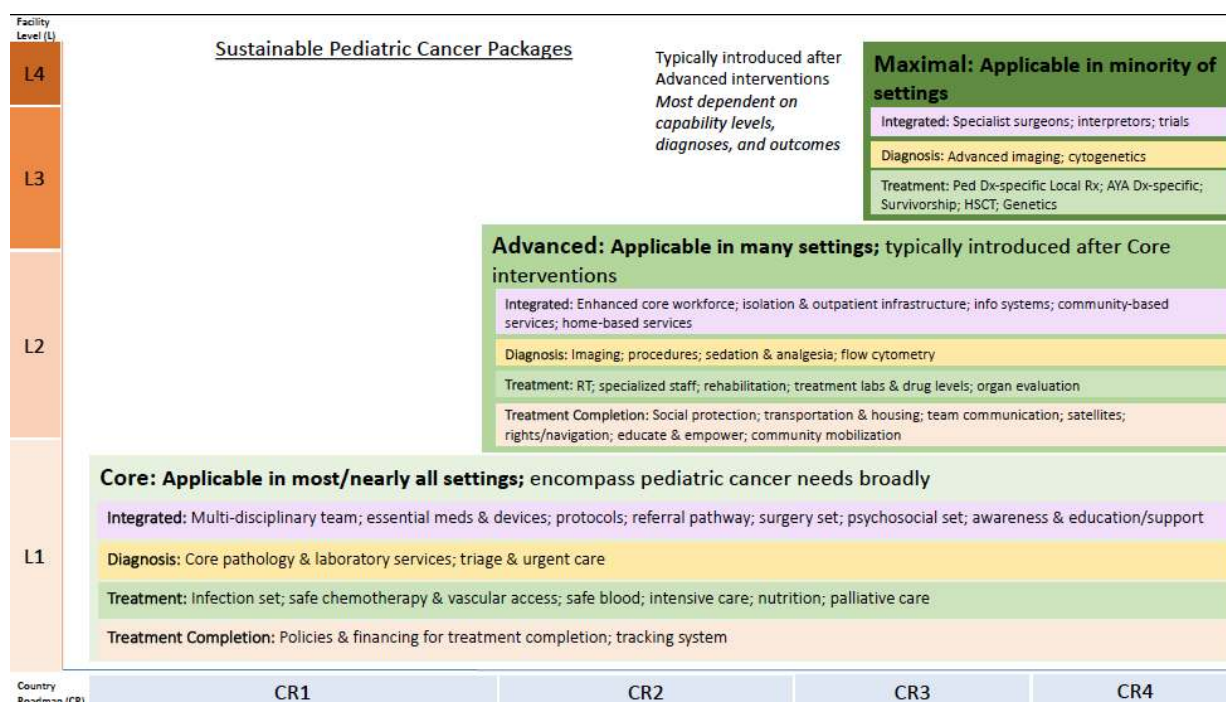 Facility
Level (L)
Sustainable Pediatric Cancer Packages
L4
L3
L2
L1
Typically introduced after
Advanced interventions
Most dependent on
capability levels,
diagnoses, and outcomes
Maximal: Applicable in minority of
settings
Integrated: Specialist surgeons; interpretors; trials
Diagnosis: Advanced imaging; cytogenetics
Treatment: Ped Dx-specific Local Rx; AYA Dx-specific;
Survivorship; HSCT; Genetics
Advanced: Applicable in many settings; typically introduced after Core
interventions
Integrated: Enhanced core workforce; isolation & outpatient infrastructure; info systems; community-based
services; home-based services
Diagnosis: Imaging; procedures; sedation & analgesia; flow cytometry
Treatment: RT; specialized staff; rehabilitation; treatment labs & drug levels; organ evaluation
Treatment Completion: Social protection; transportation & housing; team communication; satellites;
rights/navigation; educate & empower; community mobilization
Core: Applicable in most/nearly all settings; encompass pediatric cancer needs broadly
Integrated: Multi-disciplinary team; essential meds & devices; protocols; referral pathway; surgery set; psychosocial set; awareness & education/support
Diagnosis: Core pathology & laboratory services; triage & urgent care
Treatment: Infection set; safe chemotherapy & vascular access; safe blood; intensive care; nutrition; palliative care
Treatment Completion: Policies & financing for treatment completion; tracking system
Country
Roadmap (CR)
CR1
CR2
CR3
CR4